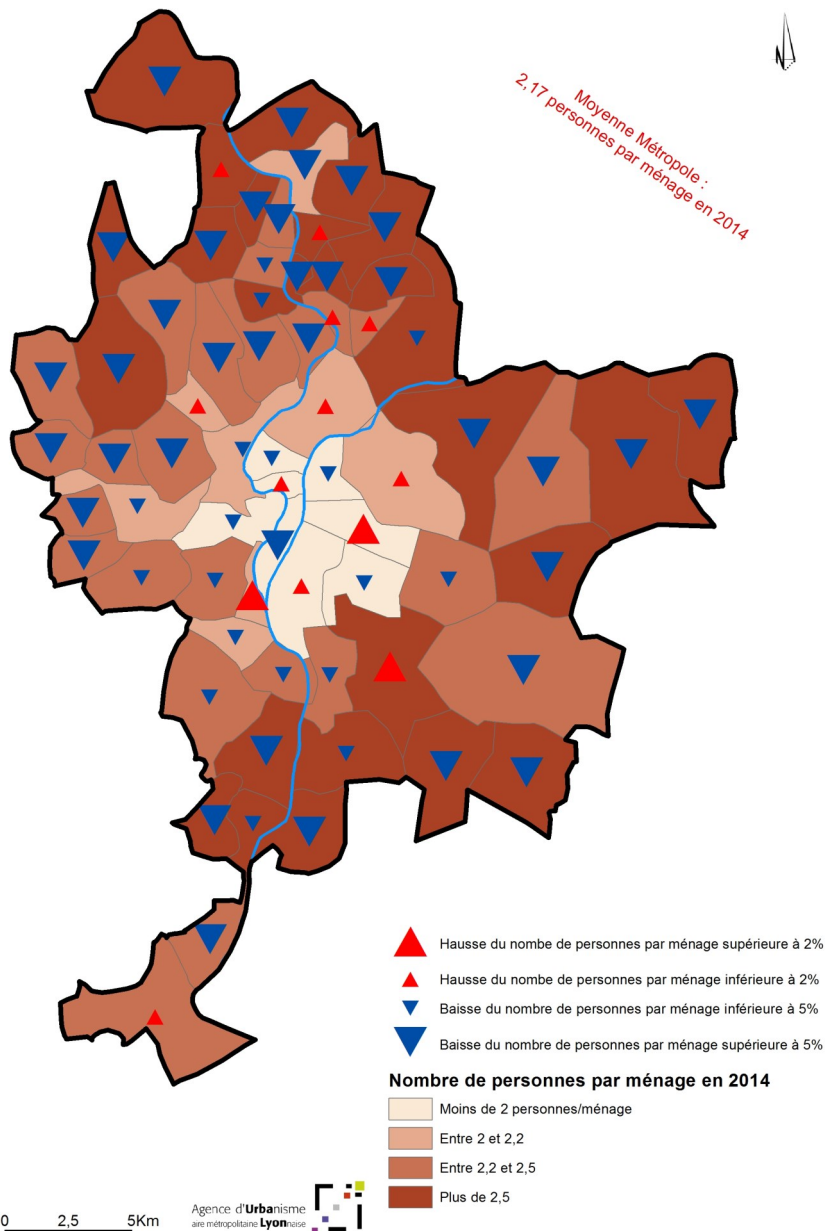 Moyenne Métropole :
2,17 personnes par ménage en 2014
Hausse du nombe de personnes par ménage supérieure à 2%
Hausse du nombe de personnes par ménage inférieure à 2%
Baisse du nombre de personnes par ménage inférieure à 5%
Baisse du nombre de personnes par ménage supérieure à 5%
Nombre de personnes par ménage en 2014
Moins de 2 personnes/ménage
Entre 2 et 2,2
Entre 2,2 et 2,5
Plus de 2,5
Agence d'Urbanisme
aire métropolitaine Lyonnaise
0 2,5 5Km